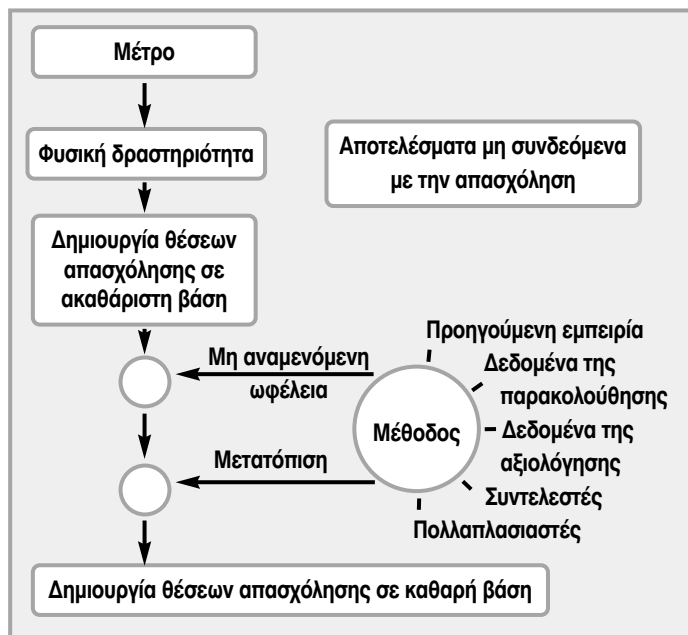 Μέτρο
Φυσική δραστηριότητα
Αποτελέσματα μη συνδεόμενα
με την απασχόληση
Δημιουργία θέσεων
απασχόλησης σε
ακαθάριστη βάση
Μη αναμενόμενη
ωφέλεια
Μετατόπιση
Μέθοδος
Προηγούμενη εμπειρία
Δεδομένα της
παρακολούθησης
Δεδομένα της
αξιολόγησης
Συντελεστές
Πολλαπλασιαστές
Δημιουργία θέσεων απασχόλησης σε καθαρή βάση